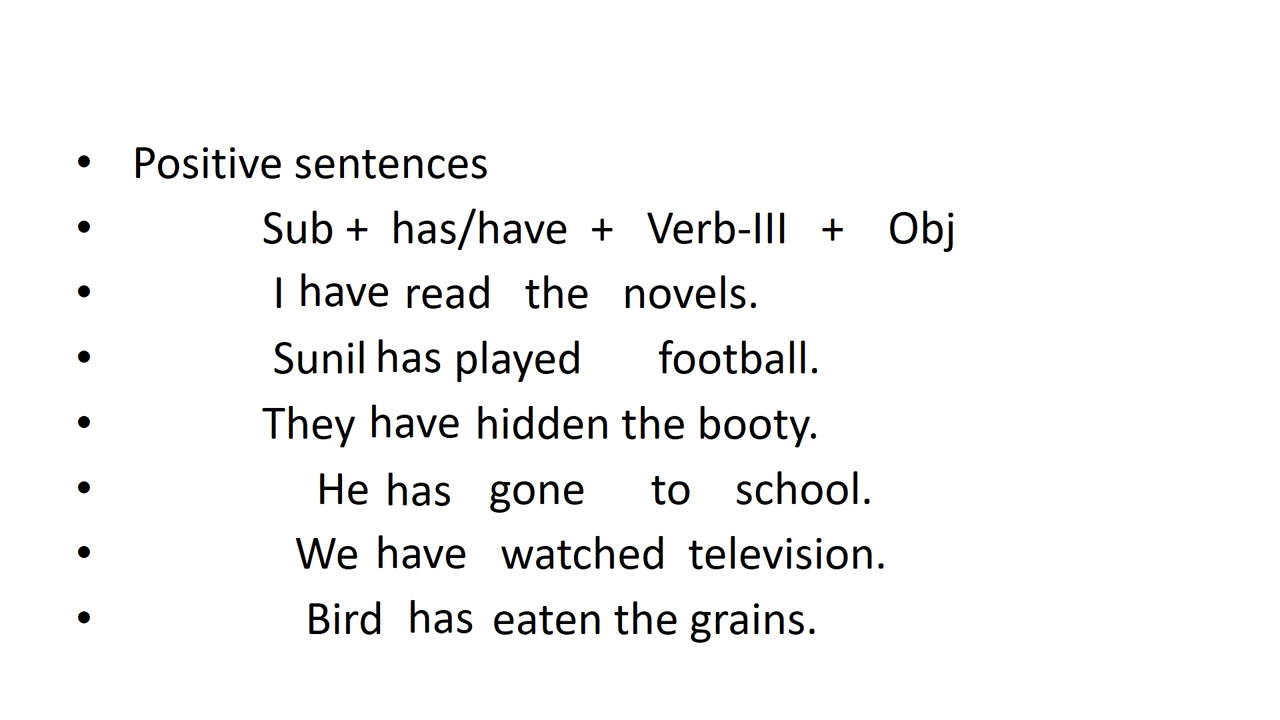 • Positive sentences
• Sub + has/have + Verb-III + Obj
• I have read the novels.
• Sunil has played football.
• They have hidden the booty.
• He has gone to school.
• We have watched television.
• Bird has eaten the grains.